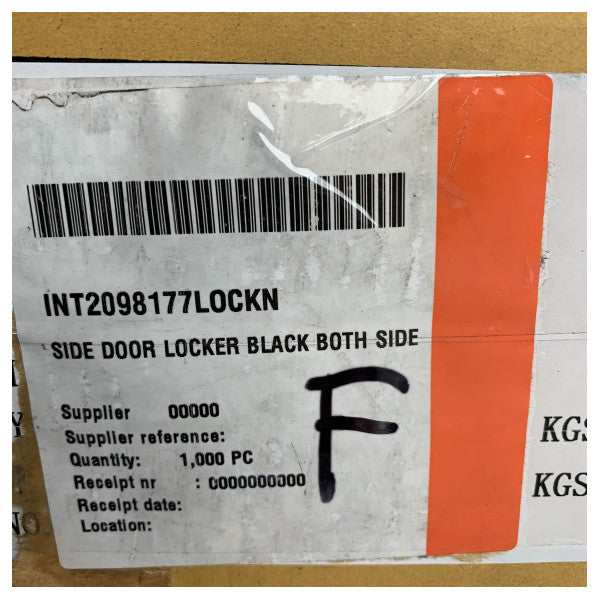 INT2098177LOCKN
SIDE DOOR LOCKER BLACK BOTH SIDE
Supplier 00000
Supplier reference:
Quantity: 1,000 PC
Receipt nr : 0000000000
Receipt date:
Location:
F
KGS
KGS